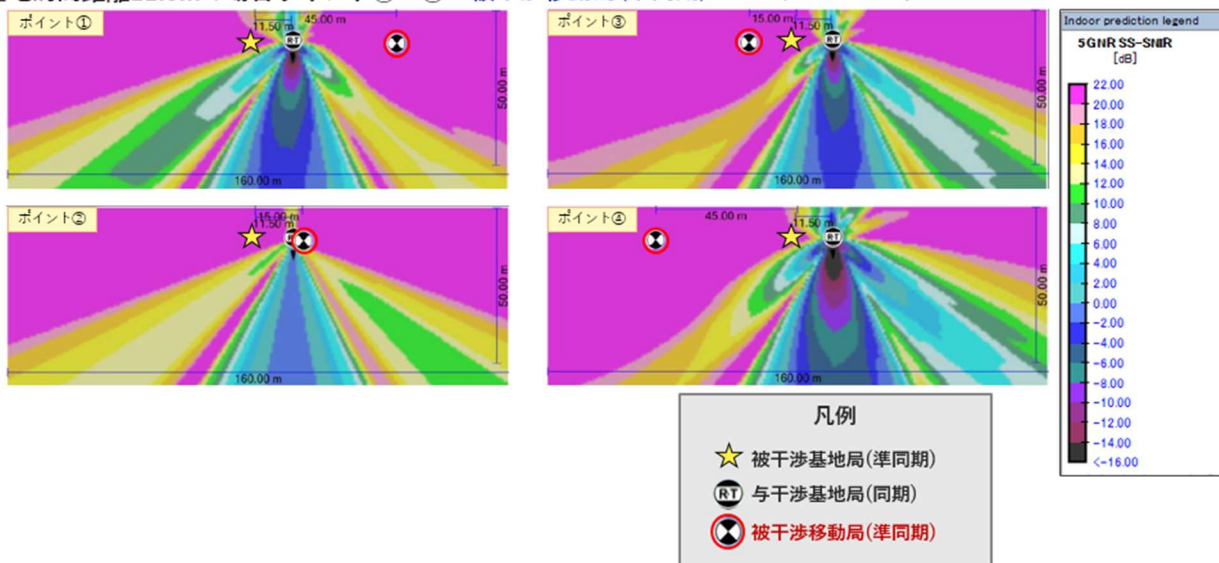 ポイント①
45.00 m
11.50 m
RT
50.00 m
160.00 m
ポイント③
15.00 m
11.50 m
RT
50.00 m
160.00 m
ポイント②
15.00 m
11.50 m
50.00 m
160.00 m
ポイント④
45.00 m
11.50 m
RT
50.00 m
160.00 m
Indoor prediction legend
5GNR SS-SNIR
[dB]
22.00
20.00
18.00
16.00
14.00
12.00
10.00
8.00
6.00
4.00
2.00
0.00
-2.00
-4.00
-6.00
-8.00
-10.00
-12.00
-14.00
<-16.00
凡例
被干渉基地局(準同期)
RT 与干渉基地局(同期)
被干渉移動局(準同期)